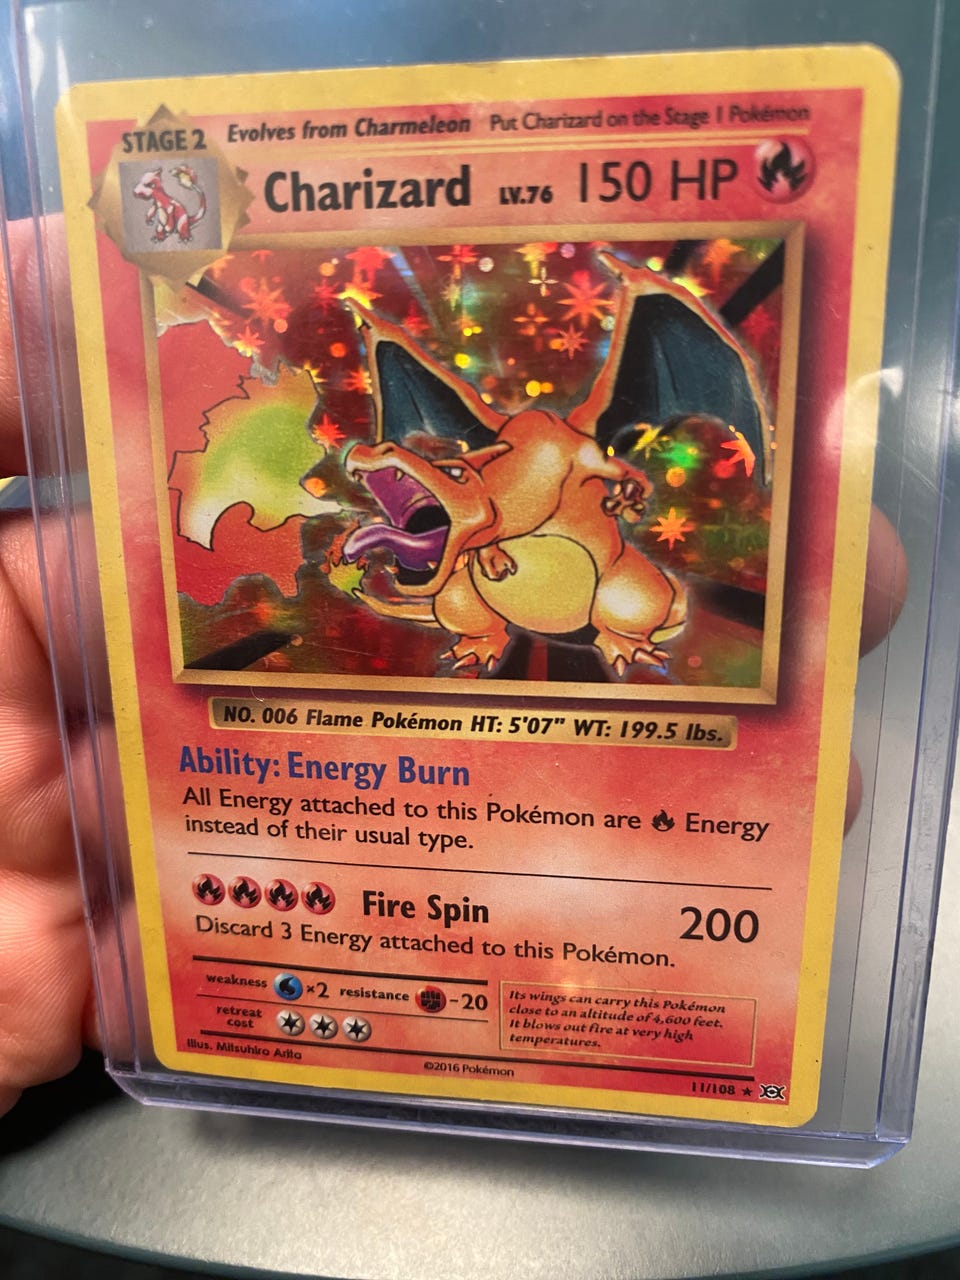 STAGE 2 Evolves from Charmeleon Put Charizard on the Stage 1 Pokémon
Charizard LV.76 150 HP
NO. 006 Flame Pokémon HT: 5'07" WT: 199.5 lbs.
Ability: Energy Burn
All Energy attached to this Pokémon are Energy
instead of their usual type.
Fire Spin 200
Discard 3 Energy attached to this Pokémon.
weakness ×2 resistance -20
retreat
cost
Its wings can carry this Pokémon
close to an altitude of 4,600 feet.
It blows out fire at very high
temperatures.
Illus. Mitsuhiro Arita
©2016 Pokémon
11/108 ★